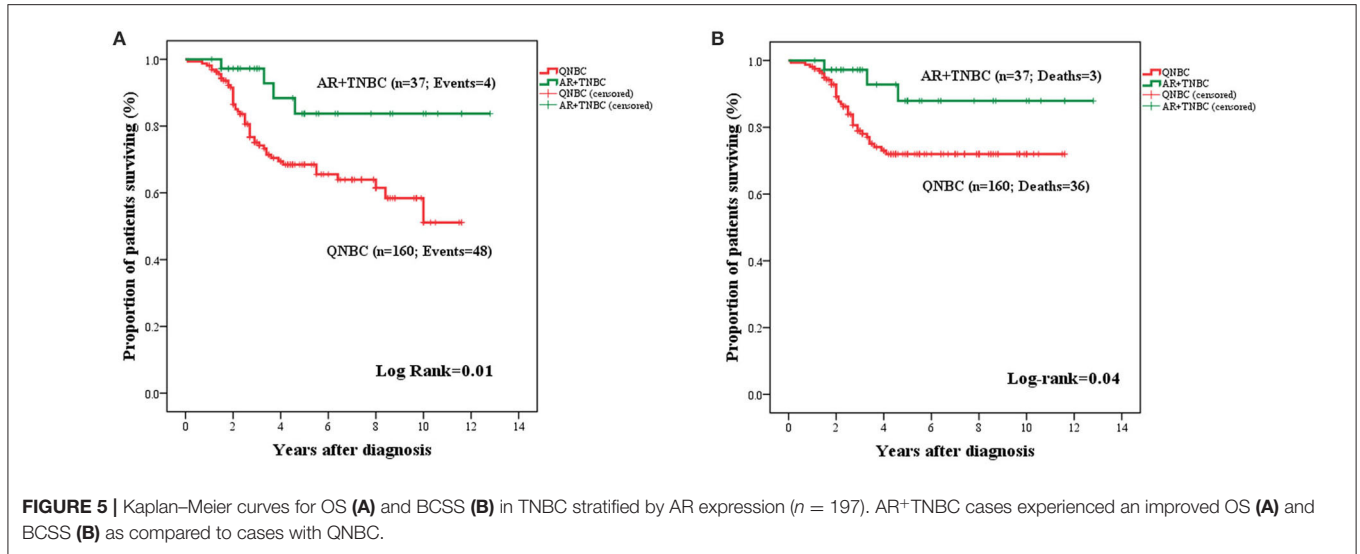 A
Proportion of patients surviving (%)
1.0
0.8
0.6
0.4
0.2
0.0
AR+TNBC (n=37; Events=4)
QNBC (n=160; Events=48)
Log Rank=0.01
0 2 4 6 8 10 12 14
Years after diagnosis
QNBC
AR+TNBC
QNBC (censored)
AR+TNBC (censored)
B
Proportion of patients surviving (%)
1.0
0.8
0.6
0.4
0.2
0.0
AR+TNBC (n=37; Deaths=3)
QNBC (n=160; Deaths=36)
Log-rank=0.04
0 2 4 6 8 10 12 14
Years after diagnosis
QNBC
AR+TNBC
QNBC (censored)
AR+TNBC (censored)
FIGURE 5 | Kaplan–Meier curves for OS (A) and BCSS (B) in TNBC stratified by AR expression (n = 197). AR⁺TNBC cases experienced an improved OS (A) and
BCSS (B) as compared to cases with QNBC.